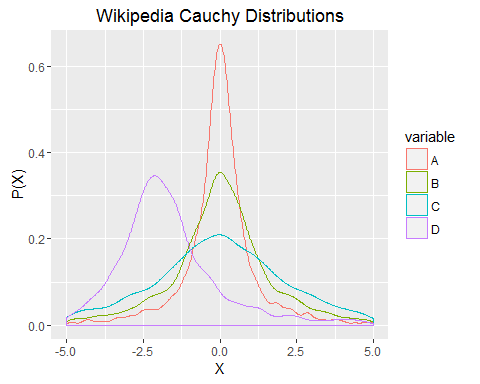 Wikipedia Cauchy Distributions
P(X)
0.6
0.4
0.2
0.0
-5.0 -2.5 0.0 2.5 5.0
X
variable
A
B
C
D